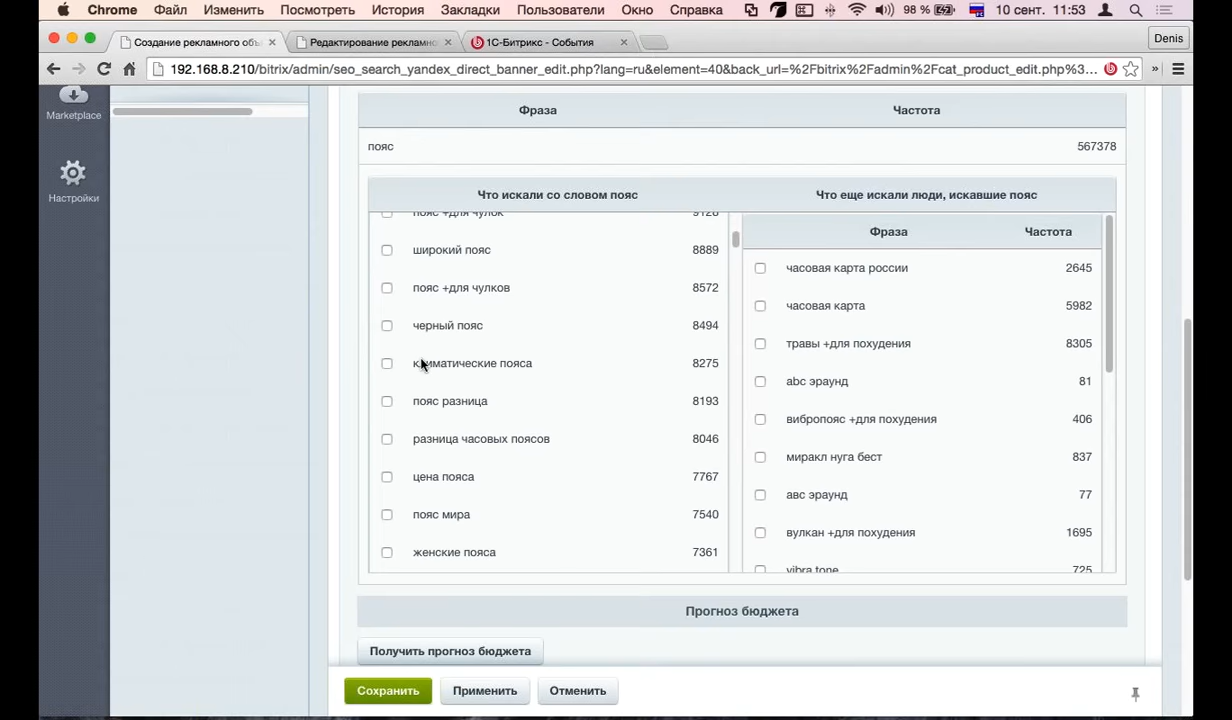 Chrome Файл Изменить Посмотреть История Закладки Пользователи Окно Справка 98 % 10 сент. 11:53
Создание рекламного объ Редактирование рекламно 1С-Битрикс - События Denis
192.168.8.210/bitrix/admin/seo_search_yandex_direct_banner_edit.php?lang=ru&element=40&back_url=%2Fbitrix%2Fadmin%2Fcat_product_edit.php%3...
Marketplace
Настройки
Фраза Частота
пояс 567378
Что искали со словом пояс Что еще искали люди, искавшие пояс
пояс +для чулок 9128
Фраза Частота
широкий пояс 8889
часовая карта россии 2645
пояс +для чулков 8572
часовая карта 5982
черный пояс 8494
травы +для похудения 8305
климатические пояса 8275
abc эраунд 81
пояс разница 8193
вибропояс +для похудения 406
разница часовых поясов 8046
миракл нуга бест 837
цена пояса 7767
авс эраунд 77
пояс мира 7540
вулкан +для похудения 1695
женские пояса 7361
vibra tone 725
Прогноз бюджета
Получить прогноз бюджета
Сохранить Применить Отменить